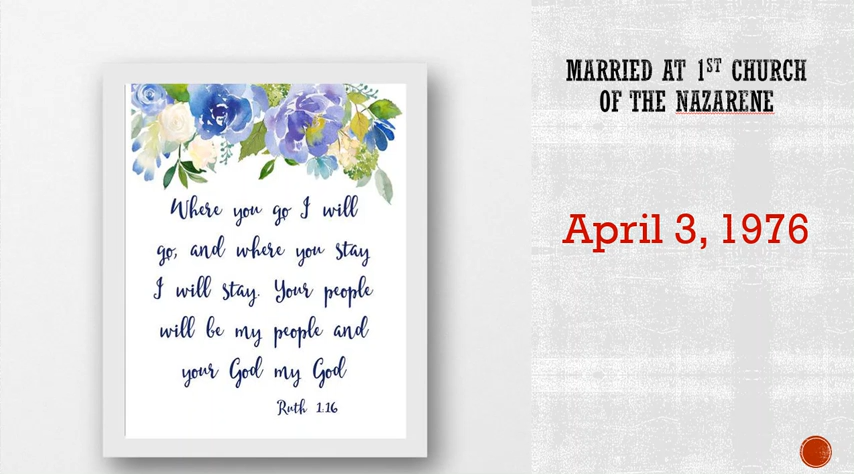 Where you go I will
go, and where you stay
I will stay. Your people
will be my people and
your God my God
Ruth 1:16
MARRIED AT 1ST CHURCH
OF THE NAZARENE
April 3, 1976